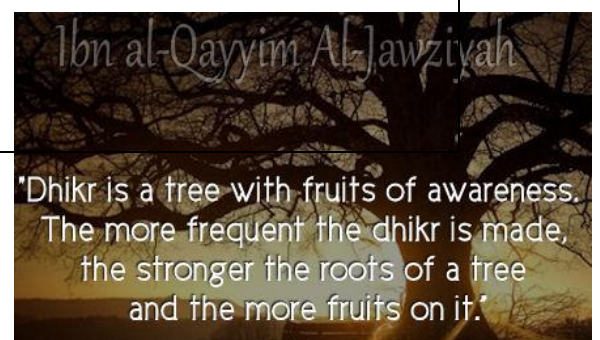 Ibn al-Qayyim Al-Jawziyah
"Dhikr is a tree with fruits of awareness.
The more frequent the dhikr is made,
the stronger the roots of a tree
and the more fruits on it."